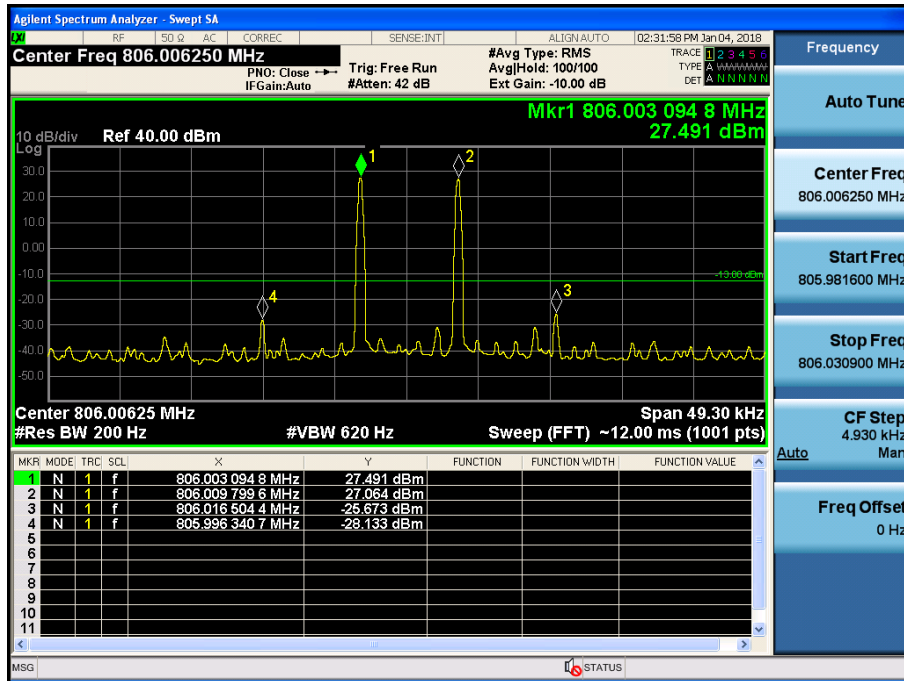 Agilent Spectrum Analyzer - Swept SA
LXI RF 50 Ω AC CORREC SENSE:INT ALIGN AUTO 02:31:58 PM Jan 04, 2018
Center Freq 806.006250 MHz
PNO: Close
IFGain:Auto
Trig: Free Run
#Atten: 42 dB
#Avg Type: RMS
Avg|Hold: 100/100
Ext Gain: -10.00 dB
TRACE 1 2 3 4 5 6
TYPE A WWWWW
DET A N N N N N
Mkr1 806.003 094 8 MHz
27.491 dBm
10 dB/div Ref 40.00 dBm
Log
30.0
20.0
10.0
0.00
-10.0
-20.0
-30.0
-40.0
-50.0
1
2
-13.00 dBm
4
3
Center 806.00625 MHz Span 49.30 kHz
#Res BW 200 Hz #VBW 620 Hz Sweep (FFT) ~12.00 ms (1001 pts)
MKR MODE TRC SCL X Y FUNCTION FUNCTION WIDTH FUNCTION VALUE
1 N 1 f 806.003 094 8 MHz 27.491 dBm
2 N 1 f 806.009 799 6 MHz 27.064 dBm
3 N 1 f 806.016 504 4 MHz -25.673 dBm
4 N 1 f 805.996 340 7 MHz -28.133 dBm
5
6
7
8
9
10
11
MSG STATUS
Frequency
Auto Tune
Center Freq
806.006250 MHz
Start Freq
805.981600 MHz
Stop Freq
806.030900 MHz
CF Step
4.930 kHz
Auto Man
Freq Offset
0 Hz